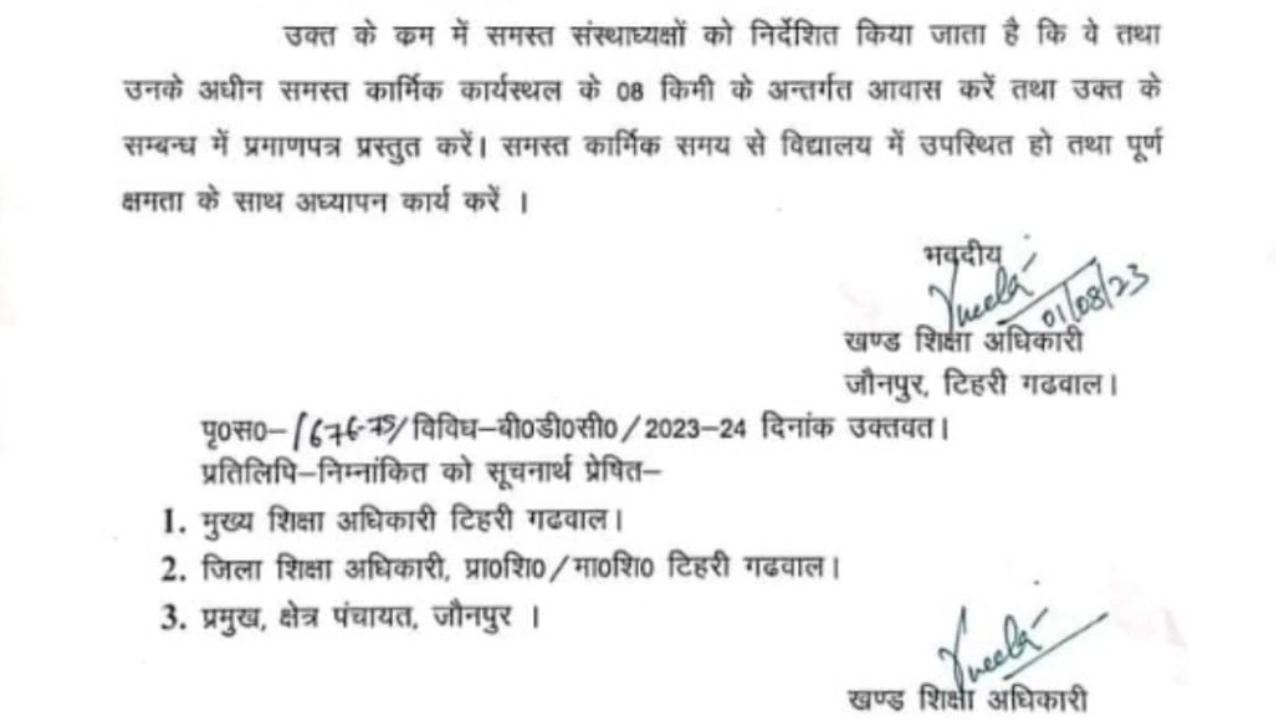 उक्त के कम में समस्त संस्थाध्यक्षों को निर्देशित किया जाता है कि वे तथा
उनके अधीन समस्त कार्मिक कार्यस्थल के 08 किमी के अन्तर्गत आवास करें तथा उक्त के
सम्बन्ध में प्रमाणपत्र प्रस्तुत करें। समस्त कार्मिक समय से विद्यालय में उपस्थित हो तथा पूर्ण
क्षमता के साथ अध्यापन कार्य करें ।
भवदीय
01/08/23
खण्ड शिक्षा अधिकारी
जौनपुर, टिहरी गढवाल।
पृ0स0– /विविध–बी0डी0सी0/2023–24 दिनांक उक्तवत।
प्रतिलिपि–निम्नांकित को सूचनार्थ प्रेषित–
1. मुख्य शिक्षा अधिकारी टिहरी गढवाल।
2. जिला शिक्षा अधिकारी, प्रा0शि0/मा0शि0 टिहरी गढवाल।
3. प्रमुख, क्षेत्र पंचायत, जौनपुर ।
खण्ड शिक्षा अधिकारी